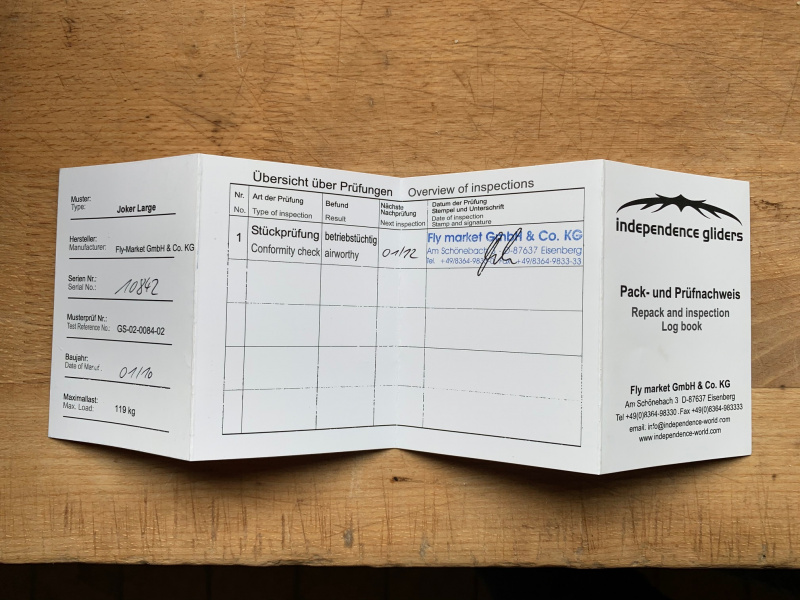 Muster:
Type: Joker Large
Hersteller:
Manufacturer: Fly-Market GmbH & Co. KG
Serien Nr.:
Serial No.: 10842
Musterprüf Nr.:
Test Reference No.: GS-02-0084-02
Baujahr:
Date of Manuf.: 01/10
Maximallast:
Max. Load: 119 kg
Übersicht über Prüfungen Overview of inspections
Nr.
No.
Art der Prüfung
Type of inspection
Befund
Result
Nächste
Nachprüfung
Next inspection
Datum der Prüfung
Stempel und Unterschrift
Date of inspection
Stamp and signature
1
Stückprüfung
Conformity check
betriebstüchtig
airworthy
01/12
Fly market GmbH & Co. KG
Am Schönebach D-87637 Eisenberg
Tel. +49/8364-9833-33
independence gliders
Pack- und Prüfnachweis
Repack and inspection
Log book
Fly market GmbH & Co. KG
Am Schönebach 3 D-87637 Eisenberg
Tel +49(0)8364-98330 .Fax +49(0)8364-983333
email: info@independence-world.com
www.independence-world.com